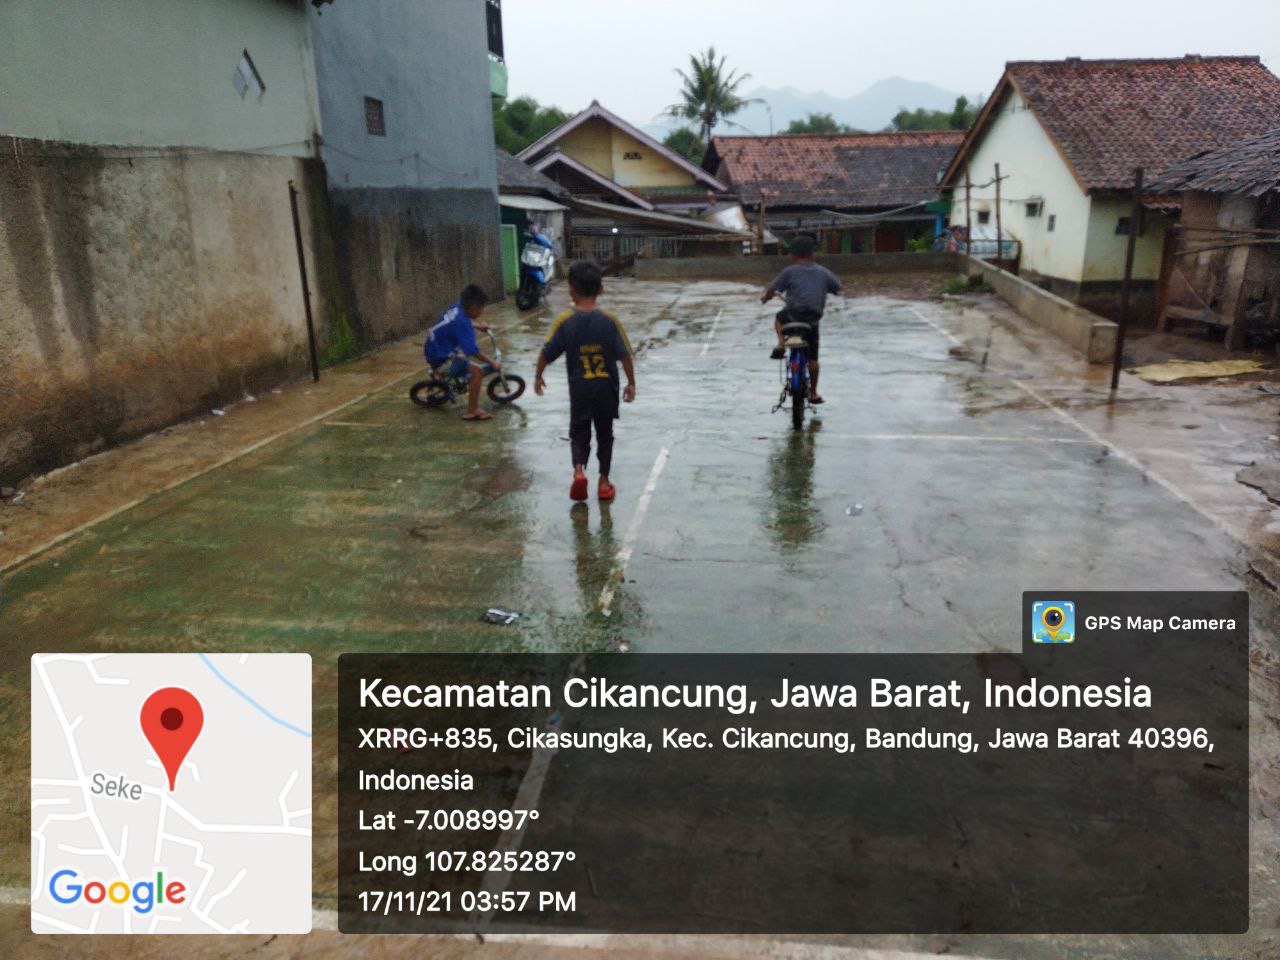 12
GPS Map Camera
Kecamatan Cikancung, Jawa Barat, Indonesia
XRRG+835, Cikasungka, Kec. Cikancung, Bandung, Jawa Barat 40396,
Indonesia
Lat -7.008997°
Long 107.825287°
17/11/21 03:57 PM
Seke
Google